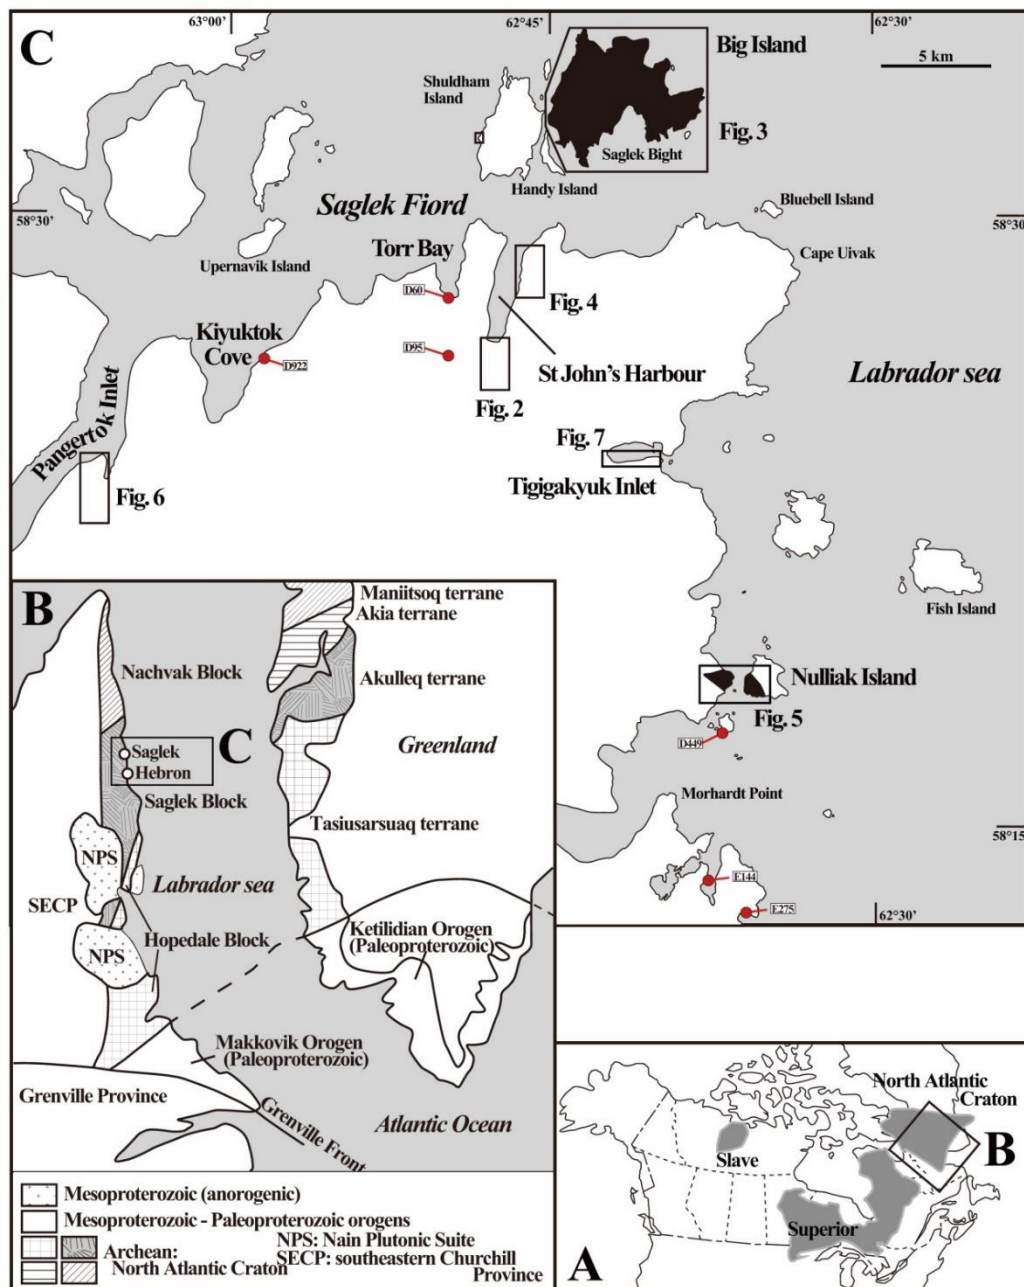 63°00’
62°45’
62°30’
C
Big Island
5 km
Shuldham
Island
Fig. 3
Saglek Bight
Handy Island
Saglek Fiord
Bluebell Island
58°30’
58°30’
Torr Bay
Cape Uivak
Upernavik Island
D60
Fig. 4
Kiyuktok
Cove
D95
D922
St John’s Harbour
Labrador sea
Fig. 2
Pangertok Inlet
Fig. 7
Tigigakyuk Inlet
Fig. 6
Fish Island
Nulliak Island
Fig. 5
D449
Morhardt Point
58°15’
E144
E275
62°30’
B
Maniitsoq terrane
Akia terrane
Nachvak Block
Akulleq terrane
Saglek
C
Greenland
Hebron
Saglek Block
Tasiusarsuaq terrane
NPS
Labrador sea
SECP
Ketilidian Orogen
(Paleoproterozoic)
Hopedale Block
NPS
Makkovik Orogen
(Paleoproterozoic)
Grenville Province
Grenville Front
Atlantic Ocean
Mesoproterozoic (anorogenic)
Mesoproterozoic - Paleoproterozoic orogens
Archean:
North Atlantic Craton
NPS: Nain Plutonic Suite
SECP: southeastern Churchill
Province
North Atlantic
Craton
Slave
B
Superior
A